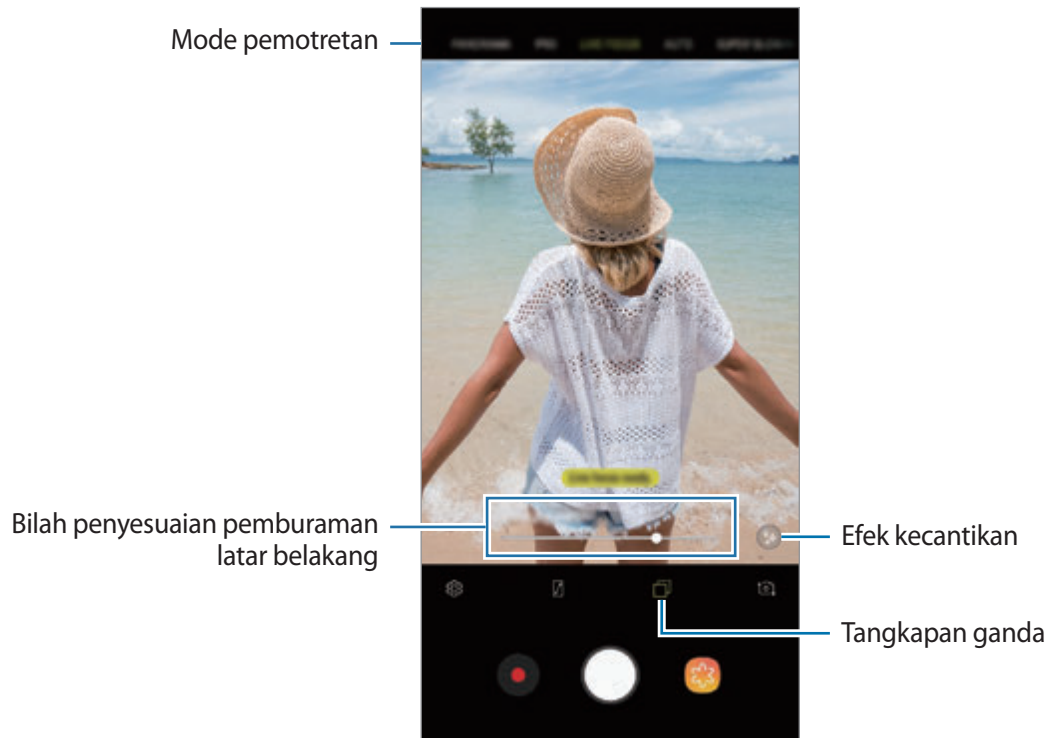 Mode pemotretan
Bilah penyesuaian pemburaman
latar belakang
Efek kecantikan
Tangkapan ganda